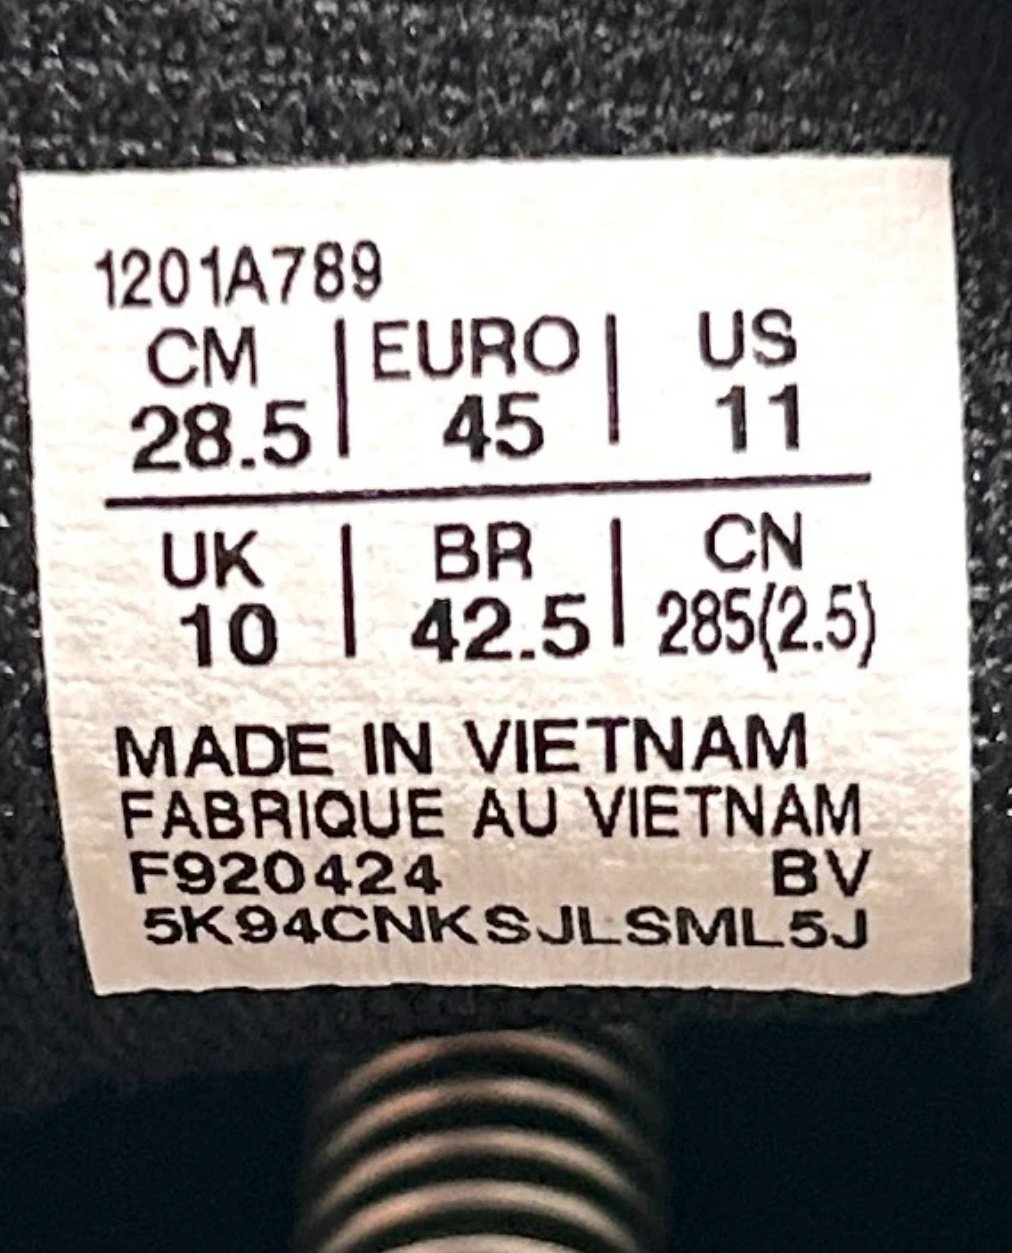 1201A789
CM | EURO | US
28.5 | 45 | 11
UK | BR | CN
10 | 42.5 | 285(2.5)
MADE IN VIETNAM
FABRIQUE AU VIETNAM
F920424 BV
5K94CNKSJLSML5J